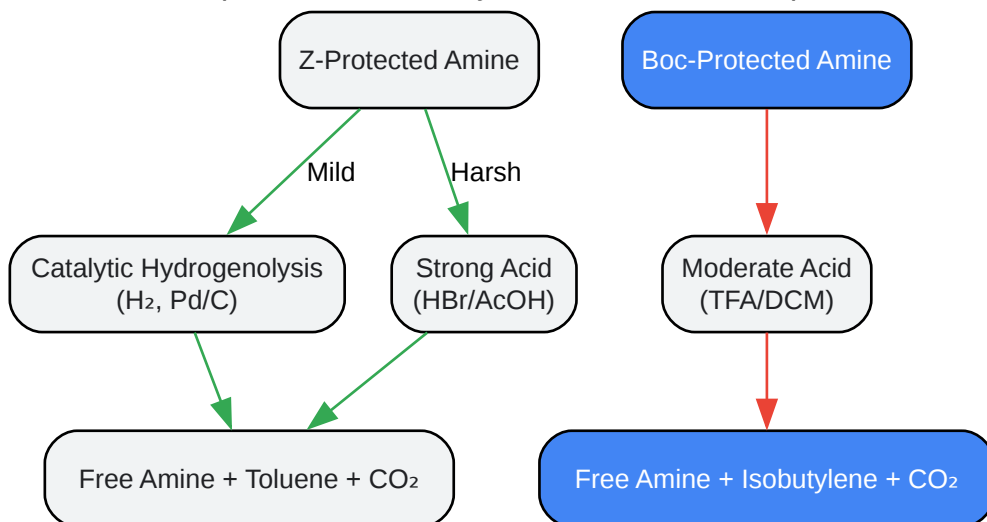 Z-Protected Amine
Boc-Protected Amine
Mild
Harsh
Catalytic Hydrogenolysis
(H₂, Pd/C)
Strong Acid
(HBr/AcOH)
Moderate Acid
(TFA/DCM)
Free Amine + Toluene + CO₂
Free Amine + Isobutylene + CO₂